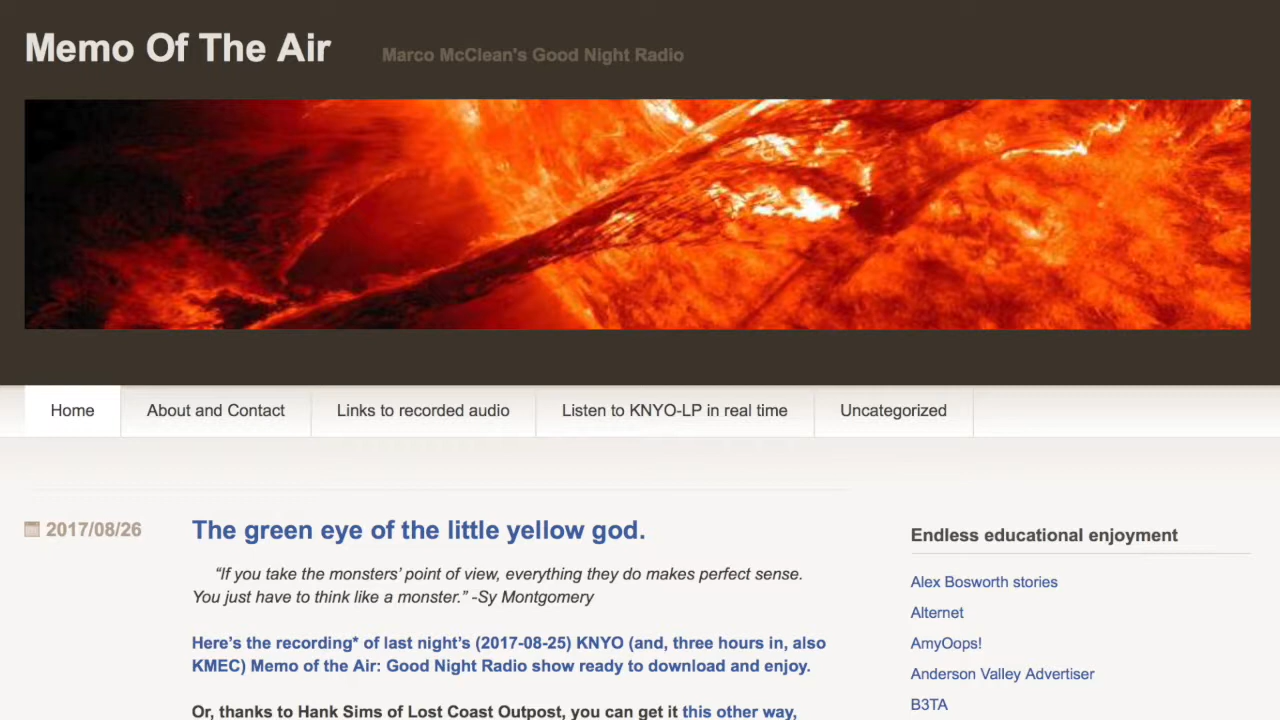 Memo Of The Air
Marco McClean's Good Night Radio
Home
About and Contact
Links to recorded audio
Listen to KNYO-LP in real time
Uncategorized
2017/08/26
The green eye of the little yellow god.
“If you take the monsters’ point of view, everything they do makes perfect sense.
You just have to think like a monster.” -Sy Montgomery
Here’s the recording* of last night’s (2017-08-25) KNYO (and, three hours in, also
KMEC) Memo of the Air: Good Night Radio show ready to download and enjoy.
Or, thanks to Hank Sims of Lost Coast Outpost, you can get it this other way,
Endless educational enjoyment
Alex Bosworth stories
Alternet
AmyOops!
Anderson Valley Advertiser
B3TA